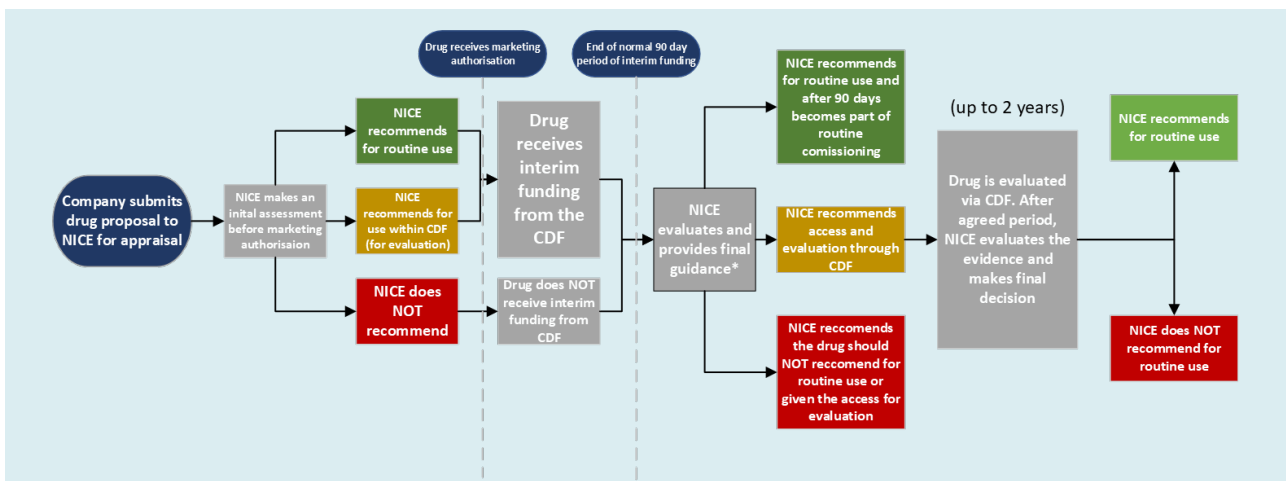 Drug receives marketing
authorisation
End of normal 90 day
period of interim funding
Company submits
drug proposal to
NICE for appraisal
NICE makes an
inital assessment
before marketing
authorisaion
NICE
recommends
for routine use
NICE
recommends for
use within CDF
(for evaluation)
NICE does
NOT
recommend
Drug
receives
interim
funding
from the
CDF
Drug does NOT
receive interim
funding from
CDF
NICE
evaluates and
provides final
guidance*
NICE recommends
for routine use and
after 90 days
becomes part of
routine
comissioning
NICE recommends
access and
evaluation through
CDF
NICE reccomends
the drug should
NOT reccomend for
routine use or
given the access for
evaluation
(up to 2 years)
Drug is evaluated
via CDF. After
agreed period,
NICE evaluates the
evidence and
makes final
decision
NICE recommends
for routine use
NICE does NOT
recommend for
routine use